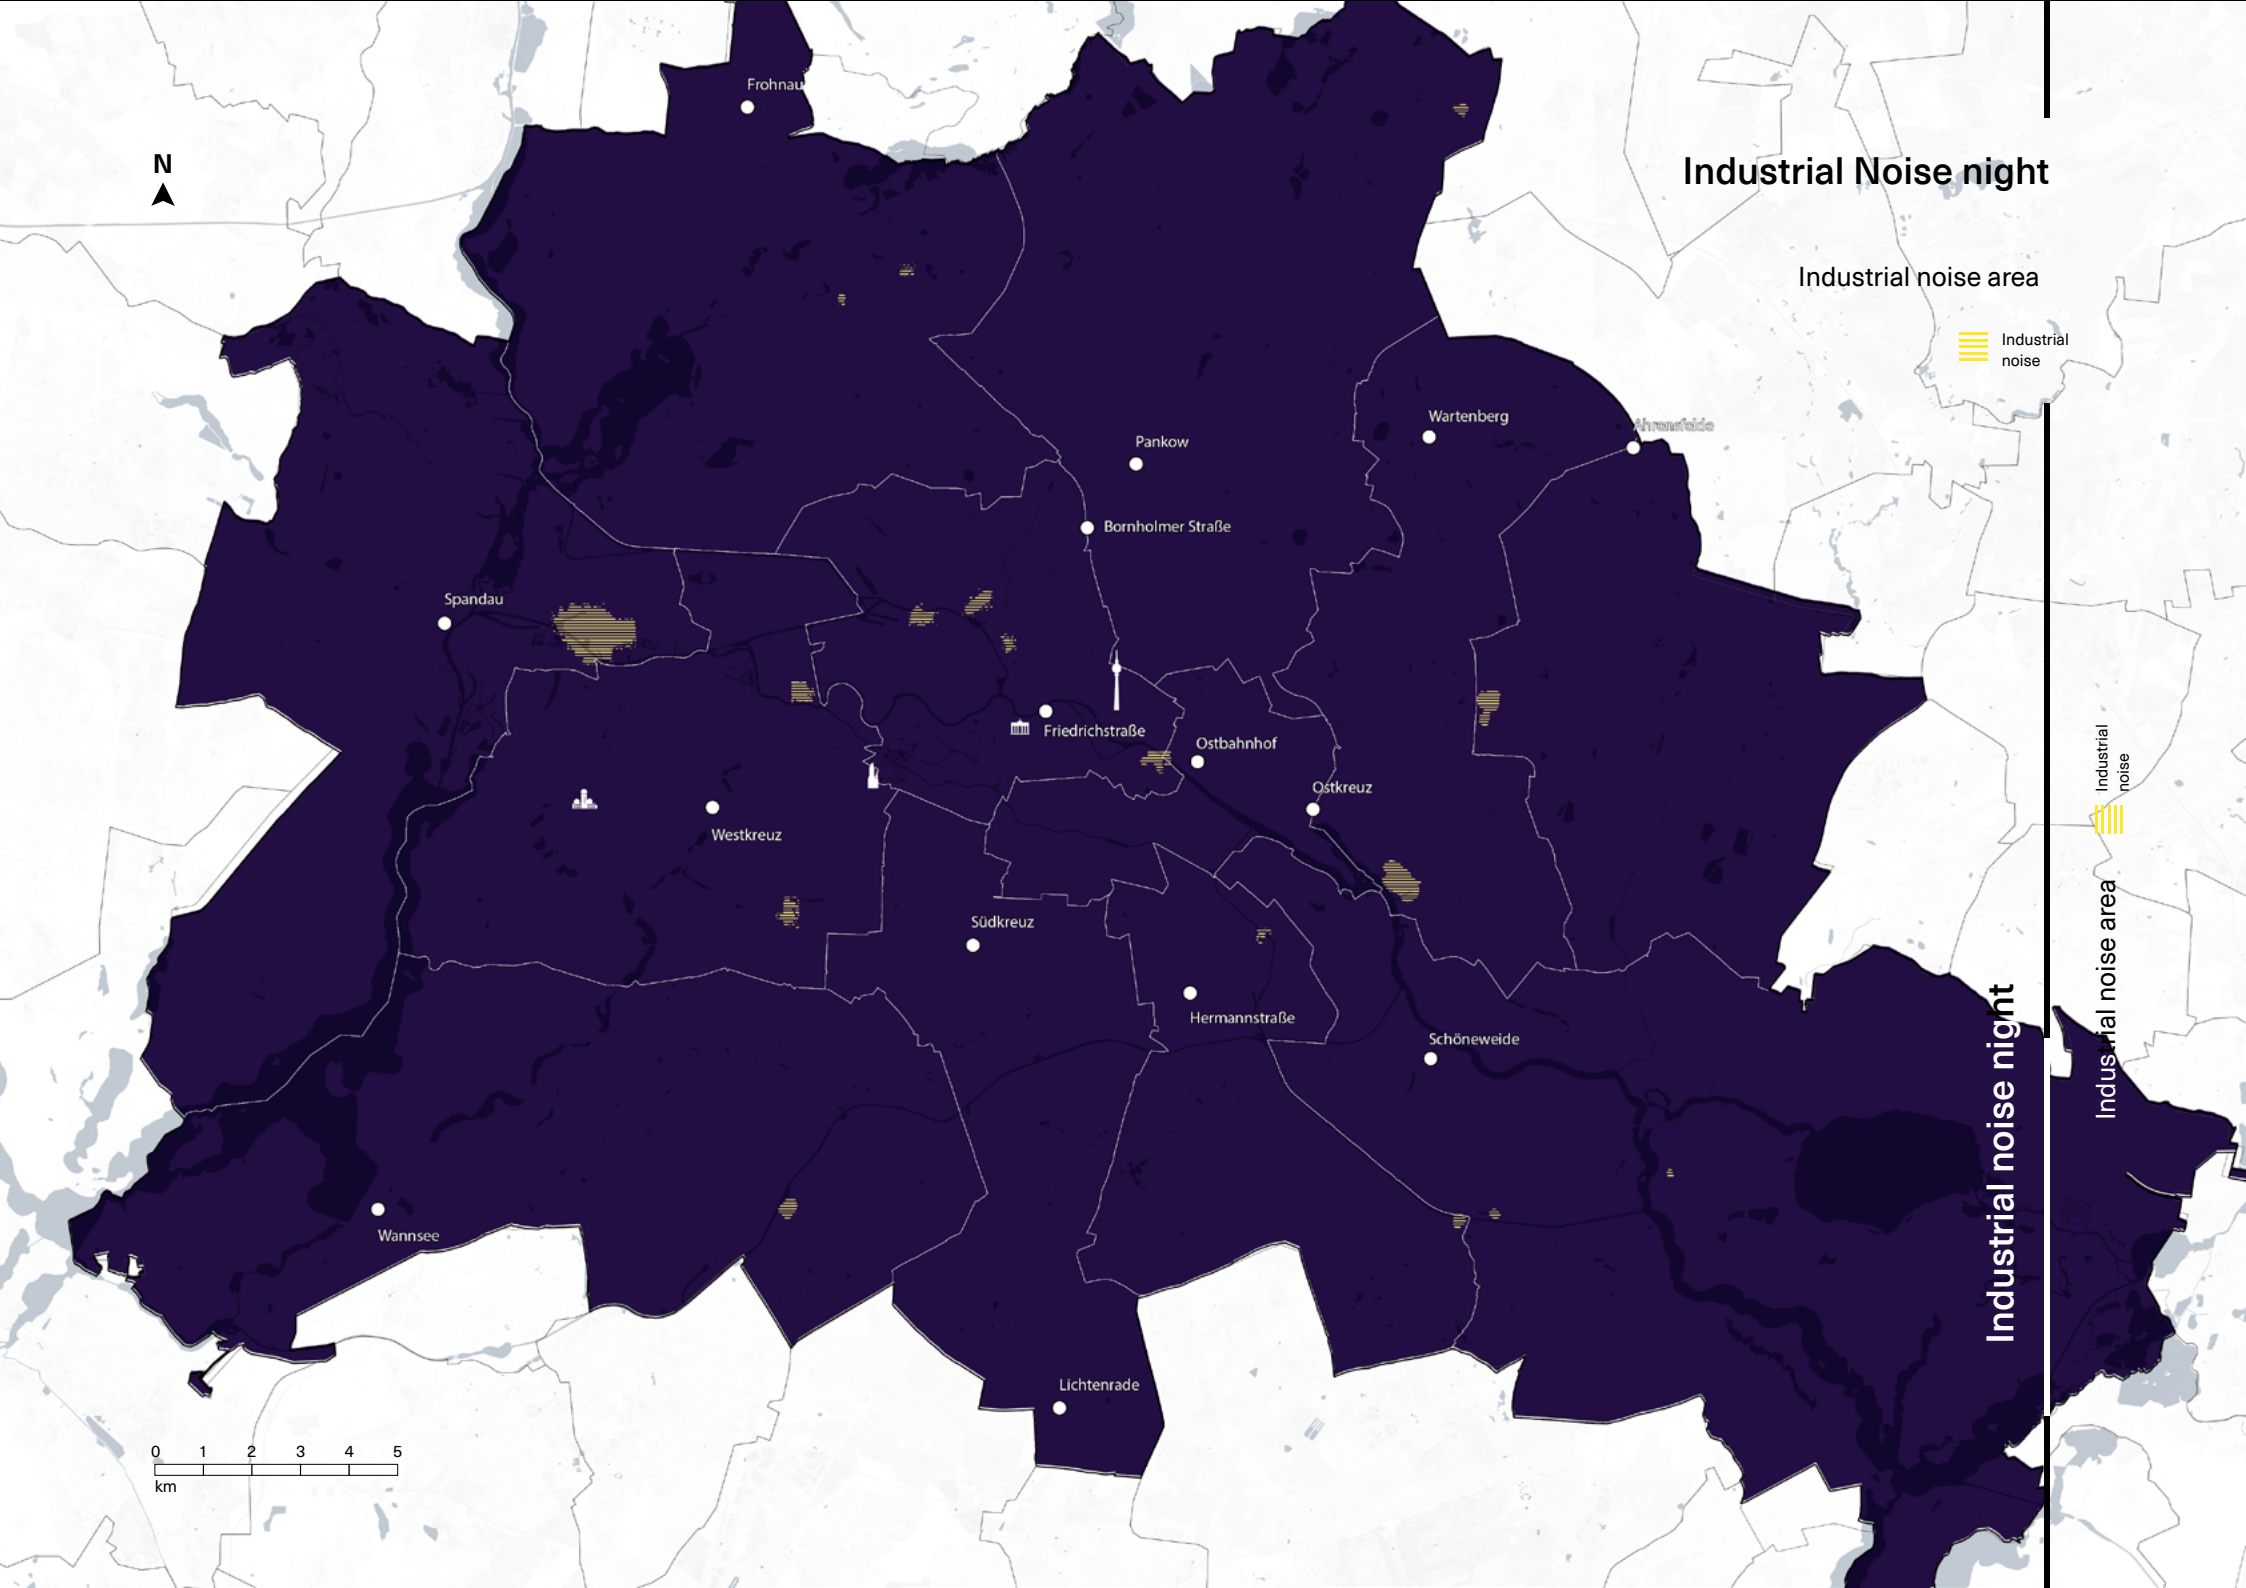 Frohnau
N
Industrial Noise night
Industrial noise area
Industrial
noise
Wartenberg
Ahrensfelde
Pankow
Bornholmer Straße
Spandau
Friedrichstraße
Ostbahnhof
Ostkreuz
Westkreuz
Südkreuz
Hermannstraße
Schöneweide
Wannsee
Lichtenrade
0 1 2 3 4 5
km
Industrial noise night
Industrial noise area
Industrial
noise